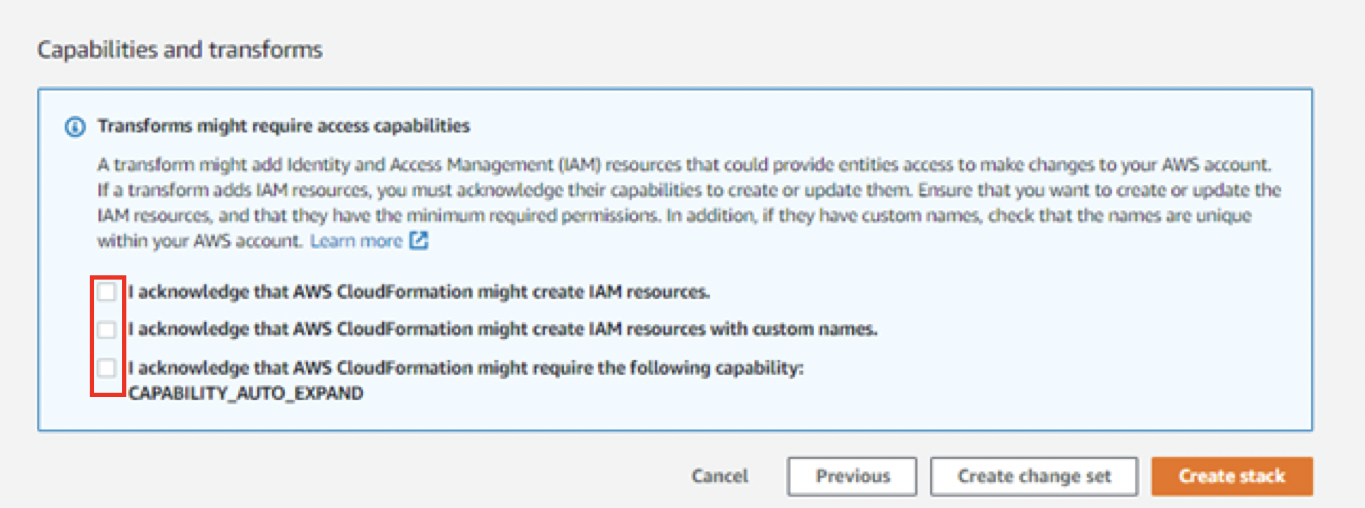 Capabilities and transforms
Transforms might require access capabilities
A transform might add Identity and Access Management (IAM) resources that could provide entities access to make changes to your AWS account.
If a transform adds IAM resources, you must acknowledge their capabilities to create or update them. Ensure that you want to create or update the
IAM resources, and that they have the minimum required permissions. In addition, if they have custom names, check that the names are unique
within your AWS account. Learn more
I acknowledge that AWS CloudFormation might create IAM resources.
I acknowledge that AWS CloudFormation might create IAM resources with custom names.
I acknowledge that AWS CloudFormation might require the following capability:
CAPABILITY_AUTO_EXPAND
Cancel Previous Create change set Create stack